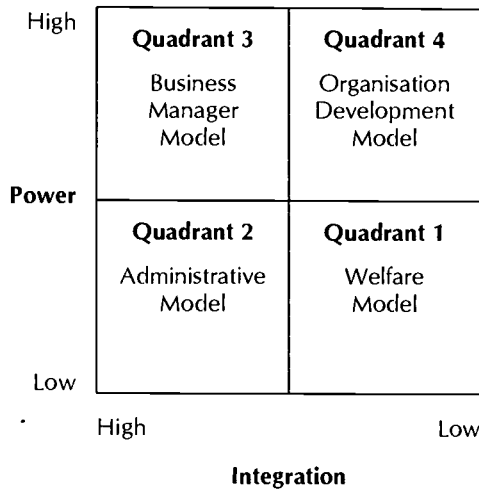 High
Quadrant 3
Business
Manager
Model
Quadrant 4
Organisation
Development
Model
Power
Quadrant 2
Administrative
Model
Quadrant 1
Welfare
Model
Low
High
Low
Integration